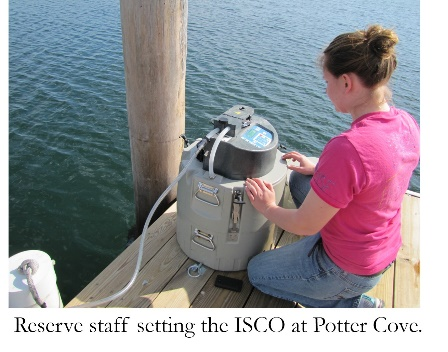 Reserve staff setting the ISCO at Potter Cove.